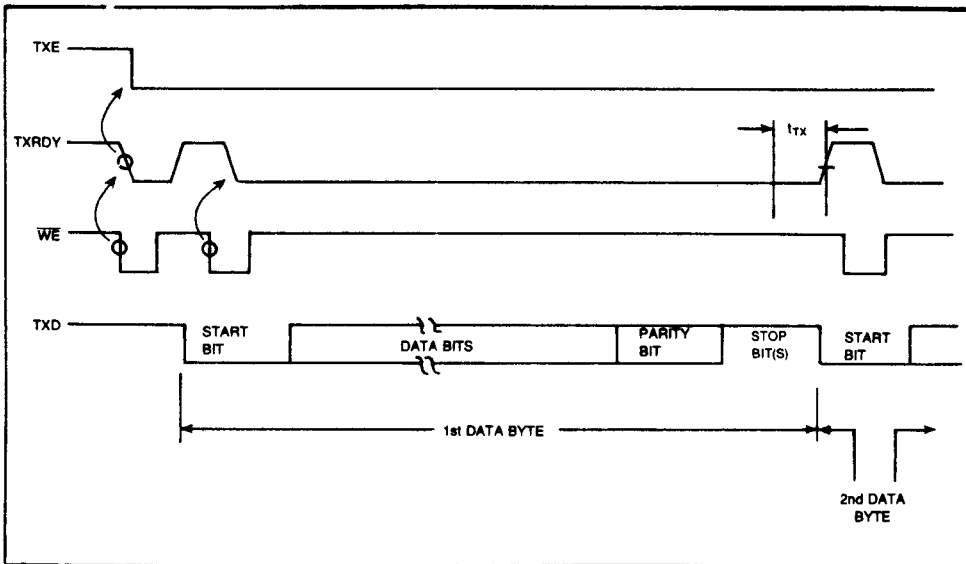 TXE
TXRDY
tTX
WE
TXD
START
BIT
DATA BITS
PARITY
BIT
STOP
BIT(S)
START
BIT
1st DATA BYTE
2nd DATA
BYTE